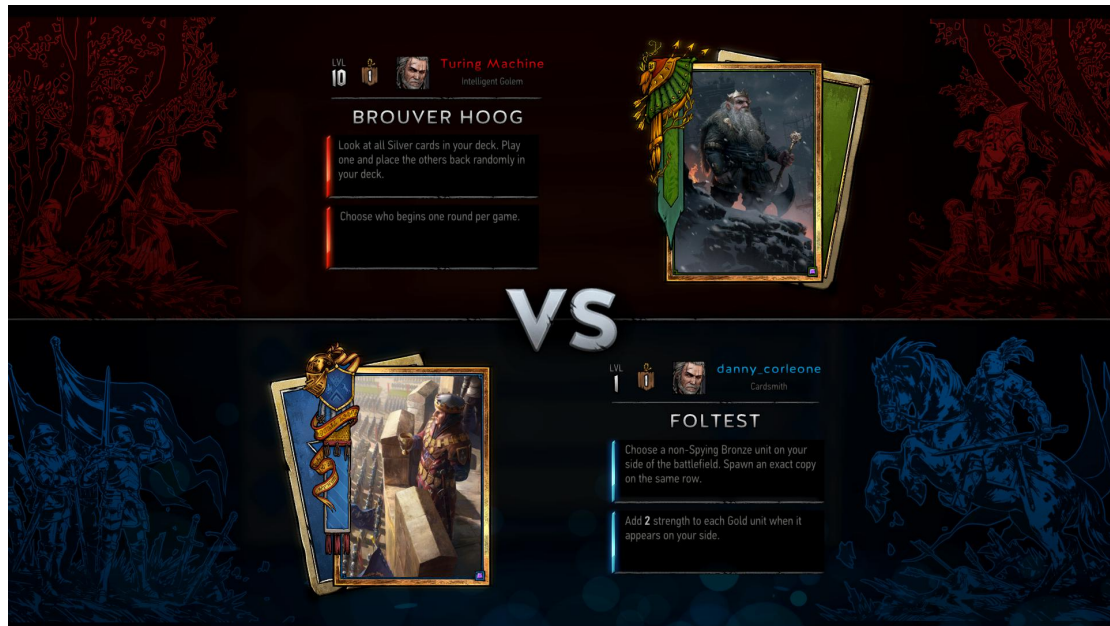 LVL
10
1
Turing Machine
Intelligent Golem
BROUVER HOOG
Look at all Silver cards in your deck. Play
one and place the others back randomly in
your deck.
Choose who begins one round per game.
VS
LVL
1
1
danny_corleone
Cardsmith
FOLTEST
Choose a non-Spying Bronze unit on your
side of the battlefield. Spawn an exact copy
on the same row.
Add 2 strength to each Gold unit when it
appears on your side.